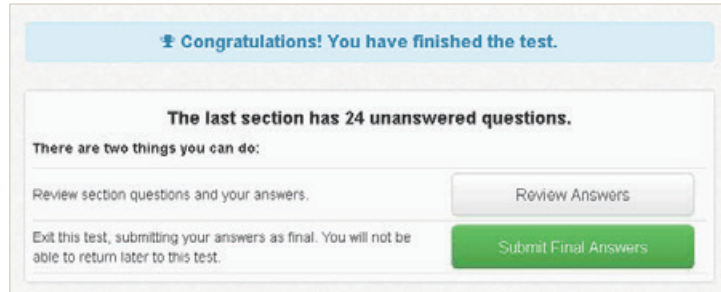 Congratulations! You have finished the test.
The last section has 24 unanswered questions.
There are two things you can do:
Review section questions and your answers.
Review Answers
Exit this test, submitting your answers as final. You will not be
able to return later to this test.
Submit Final Answers